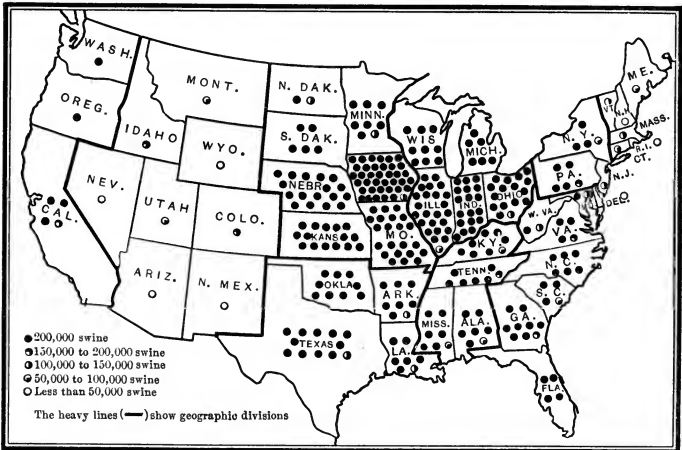 WASH.
MONT.
N. DAK.
MINN.
ME.
OREG.
IDAHO
S. DAK.
WIS.
MICH.
N.Y.
VT.
N.H.
MASS.
R.I.
CT.
WYO.
NEBR.
PA.
N.J.
NEV.
UTAH
COLO.
ILL.
IND.
OHIO
DEL.
CAL.
KANS.
MO.
KY.
W. VA.
VA.
ARIZ.
N. MEX.
OKLA.
ARK.
TENN.
N. C.
S. C.
TEXAS
LA.
MISS.
ALA.
GA.
FLA.
200,000 swine
150,000 to 200,000 swine
100,000 to 150,000 swine
50,000 to 100,000 swine
Less than 50,000 swine
The heavy lines (—) show geographic divisions